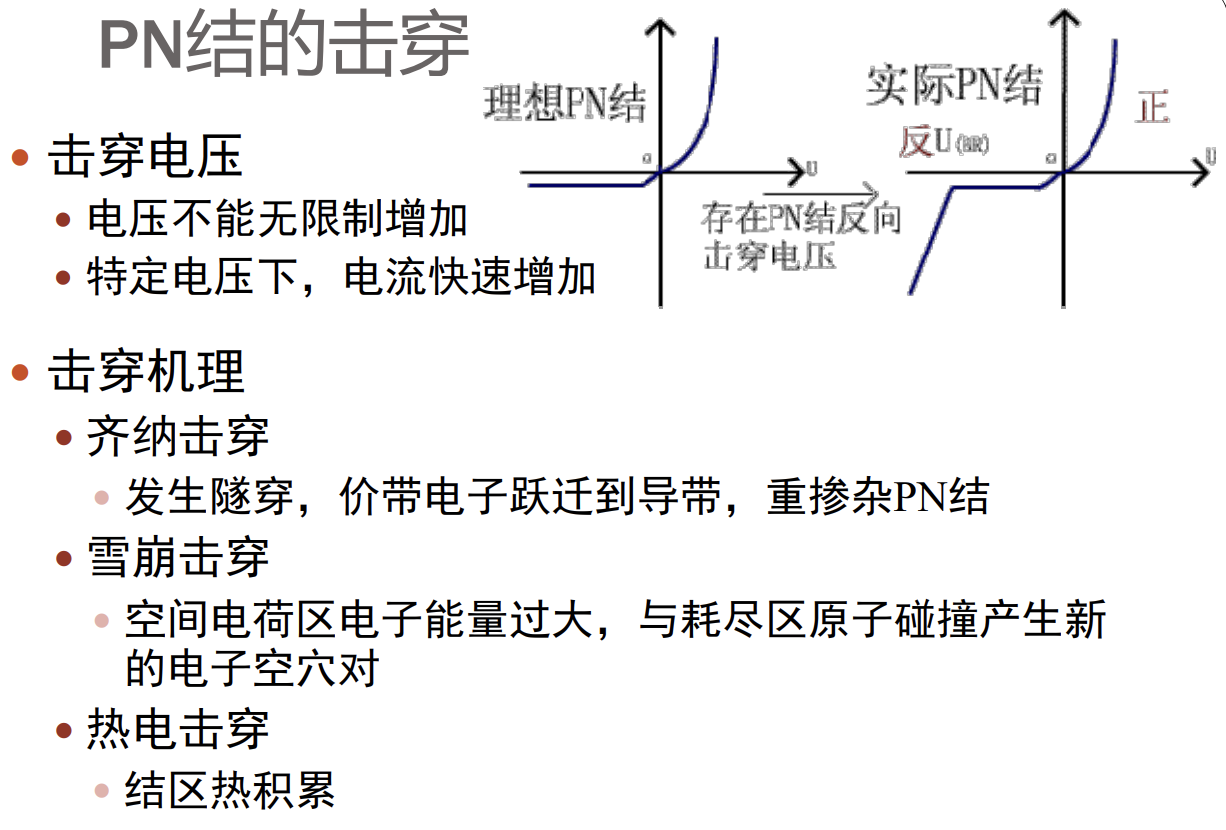 PN结的击穿
理想PN结
o
U
存在PN结反向
击穿电压
实际PN结
正
反U(BR)
o
U
击穿电压
电压不能无限制增加
特定电压下，电流快速增加
击穿机理
齐纳击穿
发生隧穿，价带电子跃迁到导带，重掺杂PN结
雪崩击穿
空间电荷区电子能量过大，与耗尽区原子碰撞产生新
的电子空穴对
热电击穿
结区热积累